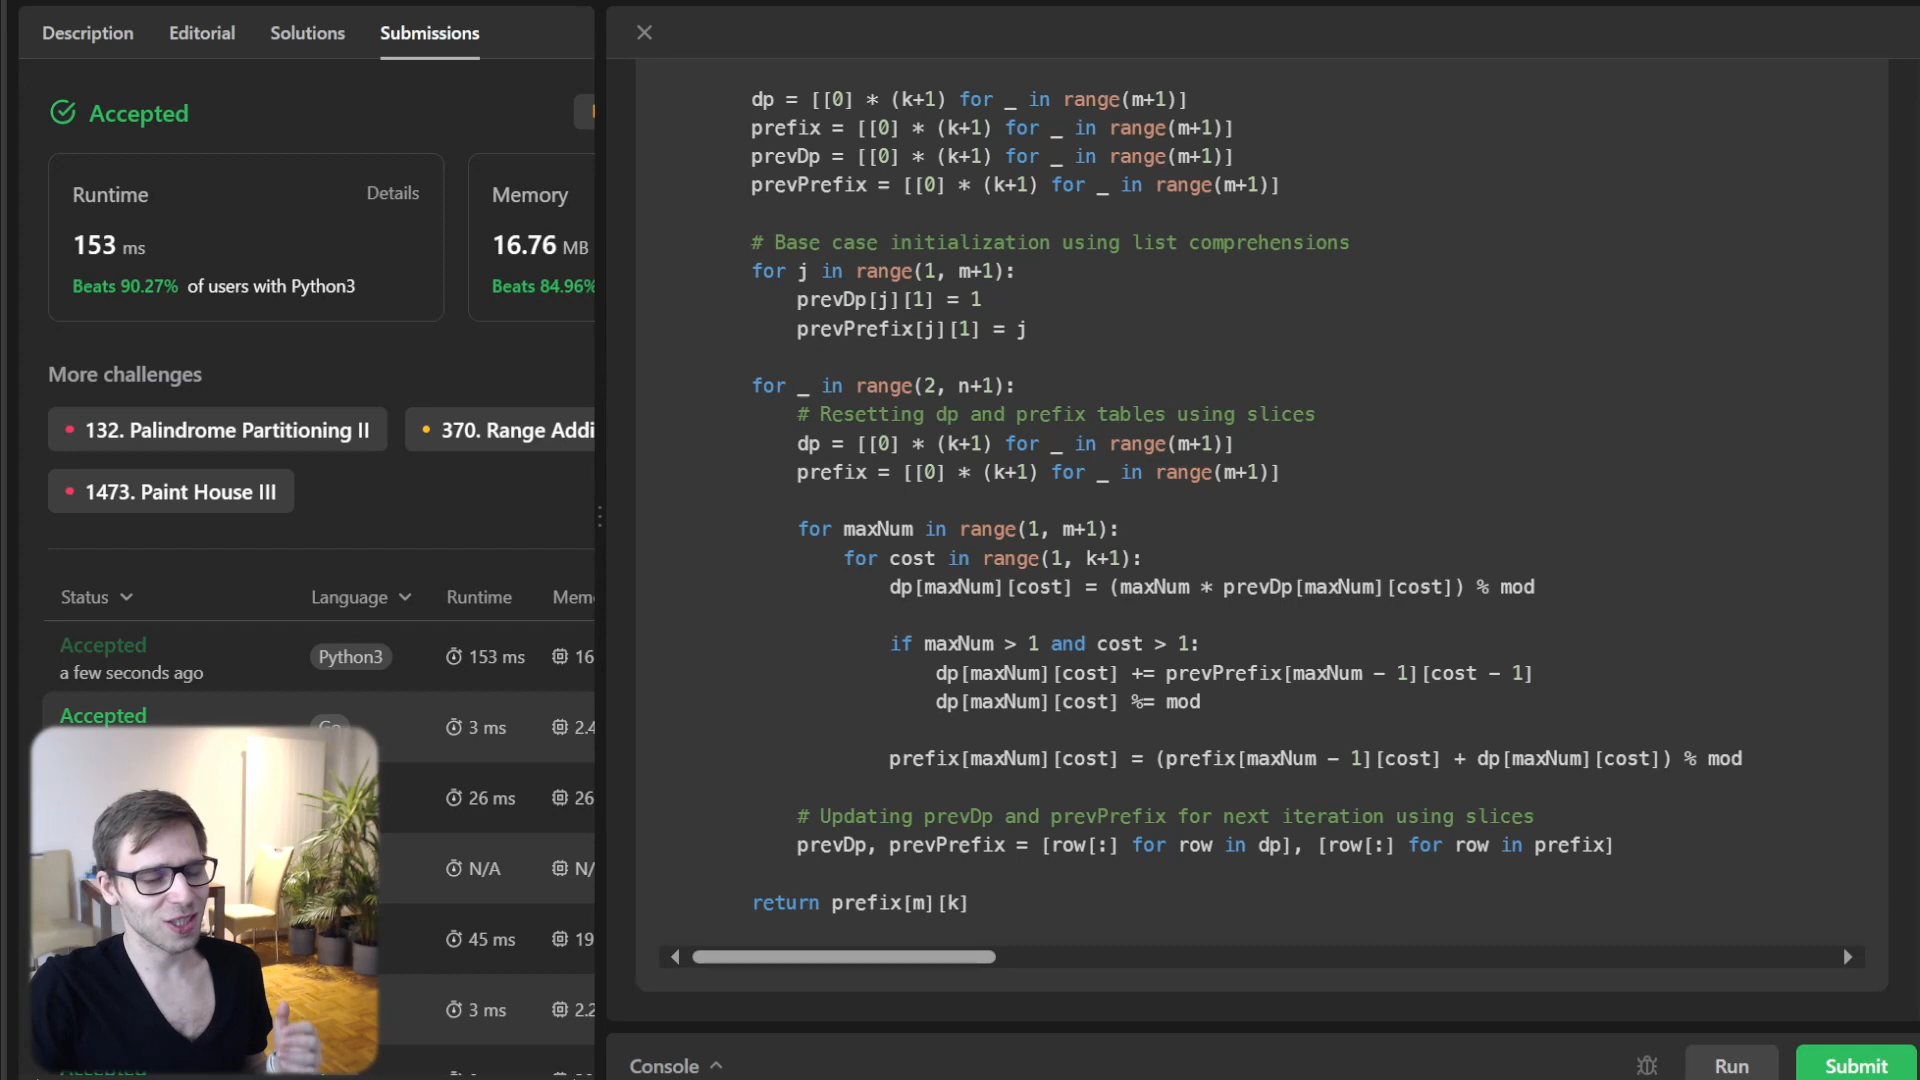 Description Editorial Solutions Submissions
Accepted
Runtime Details
153 ms
Beats 90.27% of users with Python3
Memory
16.76 MB
Beats 84.96%
More challenges
132. Palindrome Partitioning II
370. Range Addi
1473. Paint House III
Status Language Runtime Mem
Accepted
a few seconds ago
Python3 153 ms 16
Accepted
Go 3 ms 2.4
26 ms 26
N/A N/
45 ms 19
3 ms 2.2
dp = [[0] * (k+1) for _ in range(m+1)]
prefix = [[0] * (k+1) for _ in range(m+1)]
prevDp = [[0] * (k+1) for _ in range(m+1)]
prevPrefix = [[0] * (k+1) for _ in range(m+1)]
# Base case initialization using list comprehensions
for j in range(1, m+1):
prevDp[j][1] = 1
prevPrefix[j][1] = j
for _ in range(2, n+1):
# Resetting dp and prefix tables using slices
dp = [[0] * (k+1) for _ in range(m+1)]
prefix = [[0] * (k+1) for _ in range(m+1)]
for maxNum in range(1, m+1):
for cost in range(1, k+1):
dp[maxNum][cost] = (maxNum * prevDp[maxNum][cost]) % mod
if maxNum > 1 and cost > 1:
dp[maxNum][cost] += prevPrefix[maxNum - 1][cost - 1]
dp[maxNum][cost] %= mod
prefix[maxNum][cost] = (prefix[maxNum - 1][cost] + dp[maxNum][cost]) % mod
# Updating prevDp and prevPrefix for next iteration using slices
prevDp, prevPrefix = [row[:] for row in dp], [row[:] for row in prefix]
return prefix[m][k]
Console Run Submit